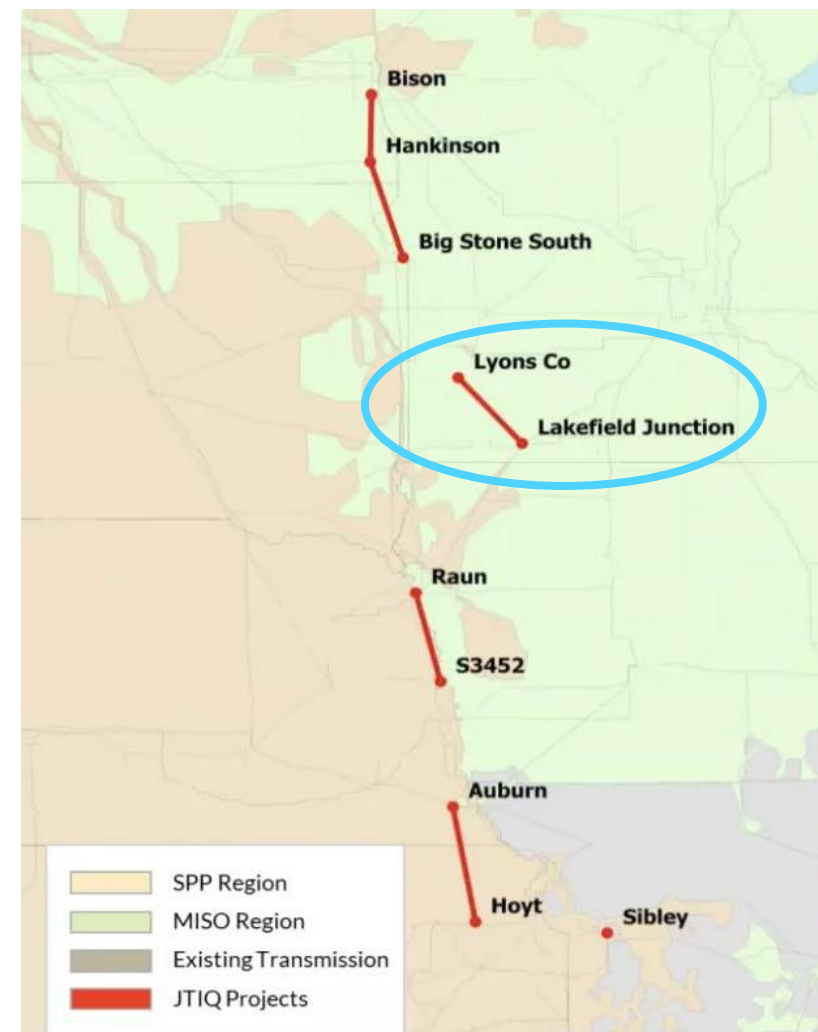 Bison
Hankinson
Big Stone South
Lyons Co
Lakefield Junction
Raun
S3452
Auburn
Hoyt
Sibley
SPP Region
MISO Region
Existing Transmission
JTIQ Projects